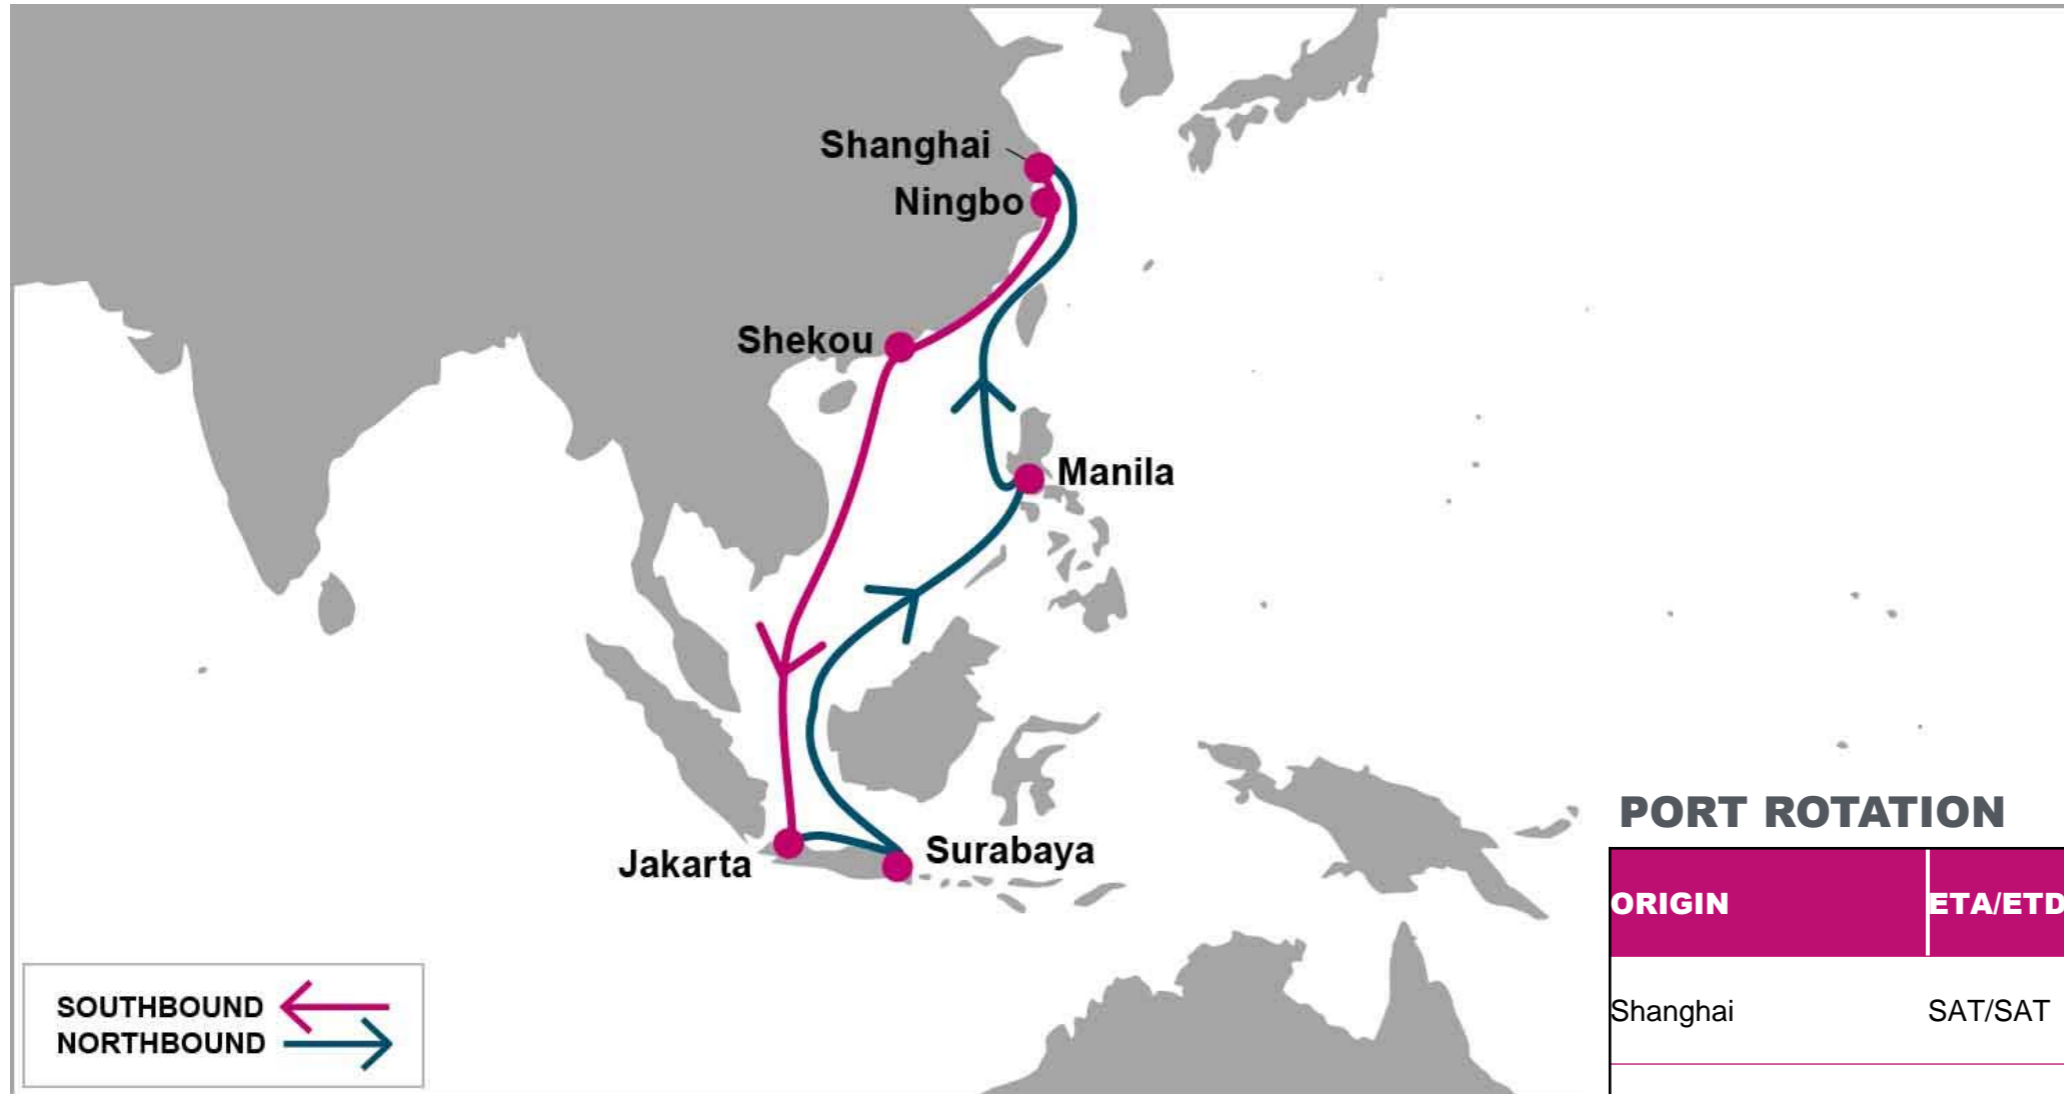 Shanghai
Ningbo
Shekou
Manila
Jakarta
Surabaya
SOUTHBOUND
NORTHBOUND
PORT ROTATION
ORIGIN ETA/ETD
Shanghai SAT/SAT